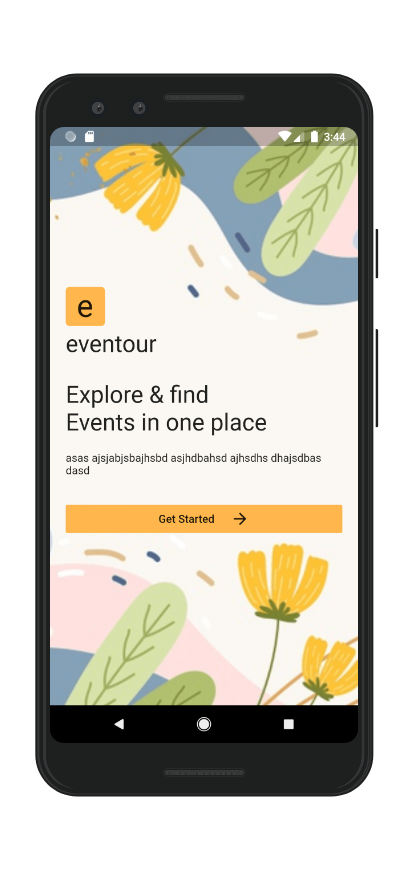 3:44
e
eventour
Explore & find
Events in one place
asas ajsjabjsbajhsbd asjhdbahsd ajhsdhs dhajsdbas
dasd
Get Started